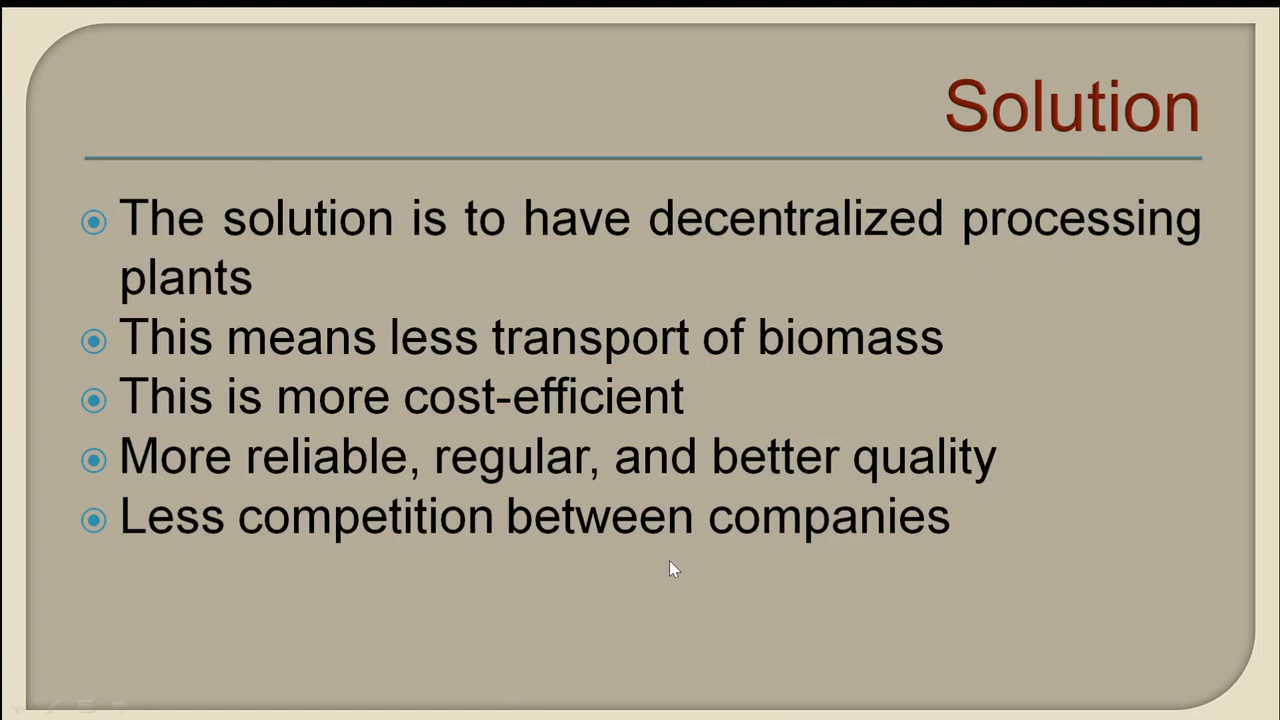 Solution
The solution is to have decentralized processing
plants
This means less transport of biomass
This is more cost-efficient
More reliable, regular, and better quality
Less competition between companies